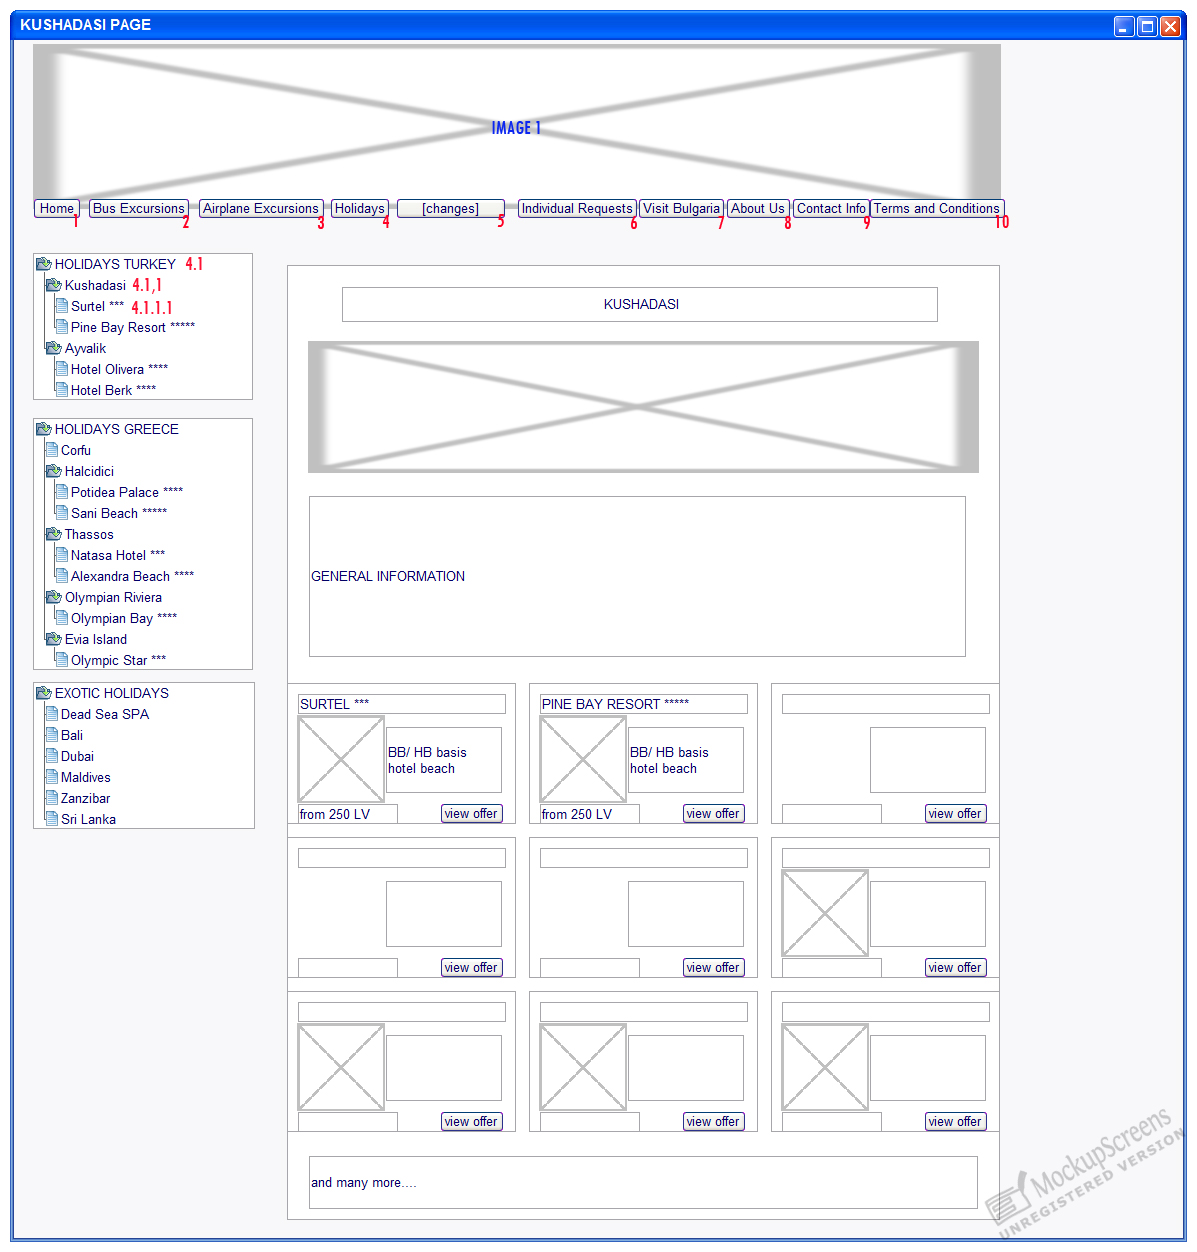 KUSHADASI PAGE
IMAGE 1
Home Bus Excursions Airplane Excursions Holidays [changes] Individual Requests Visit Bulgaria About Us Contact Info Terms and Conditions
1 2 3 4 5 6 7 8 9 10
HOLIDAYS TURKEY 4.1
Kushadasi 4.1,1
Surtel *** 4.1.1.1
Pine Bay Resort *****
Ayvalik
Hotel Olivera ****
Hotel Berk ****
HOLIDAYS GREECE
Corfu
Halcidici
Potidea Palace ****
Sani Beach *****
Thassos
Natasa Hotel ***
Alexandra Beach ****
Olympian Riviera
Olympian Bay ****
Evia Island
Olympic Star ***
EXOTIC HOLIDAYS
Dead Sea SPA
Bali
Dubai
Maldives
Zanzibar
Sri Lanka
KUSHADASI
GENERAL INFORMATION
SURTEL ***
BB/ HB basis
hotel beach
from 250 LV view offer
PINE BAY RESORT *****
BB/ HB basis
hotel beach
from 250 LV view offer
view offer
view offer
view offer
view offer
view offer
view offer
view offer
and many more....
MockupScreens
UNREGISTERED VERSION